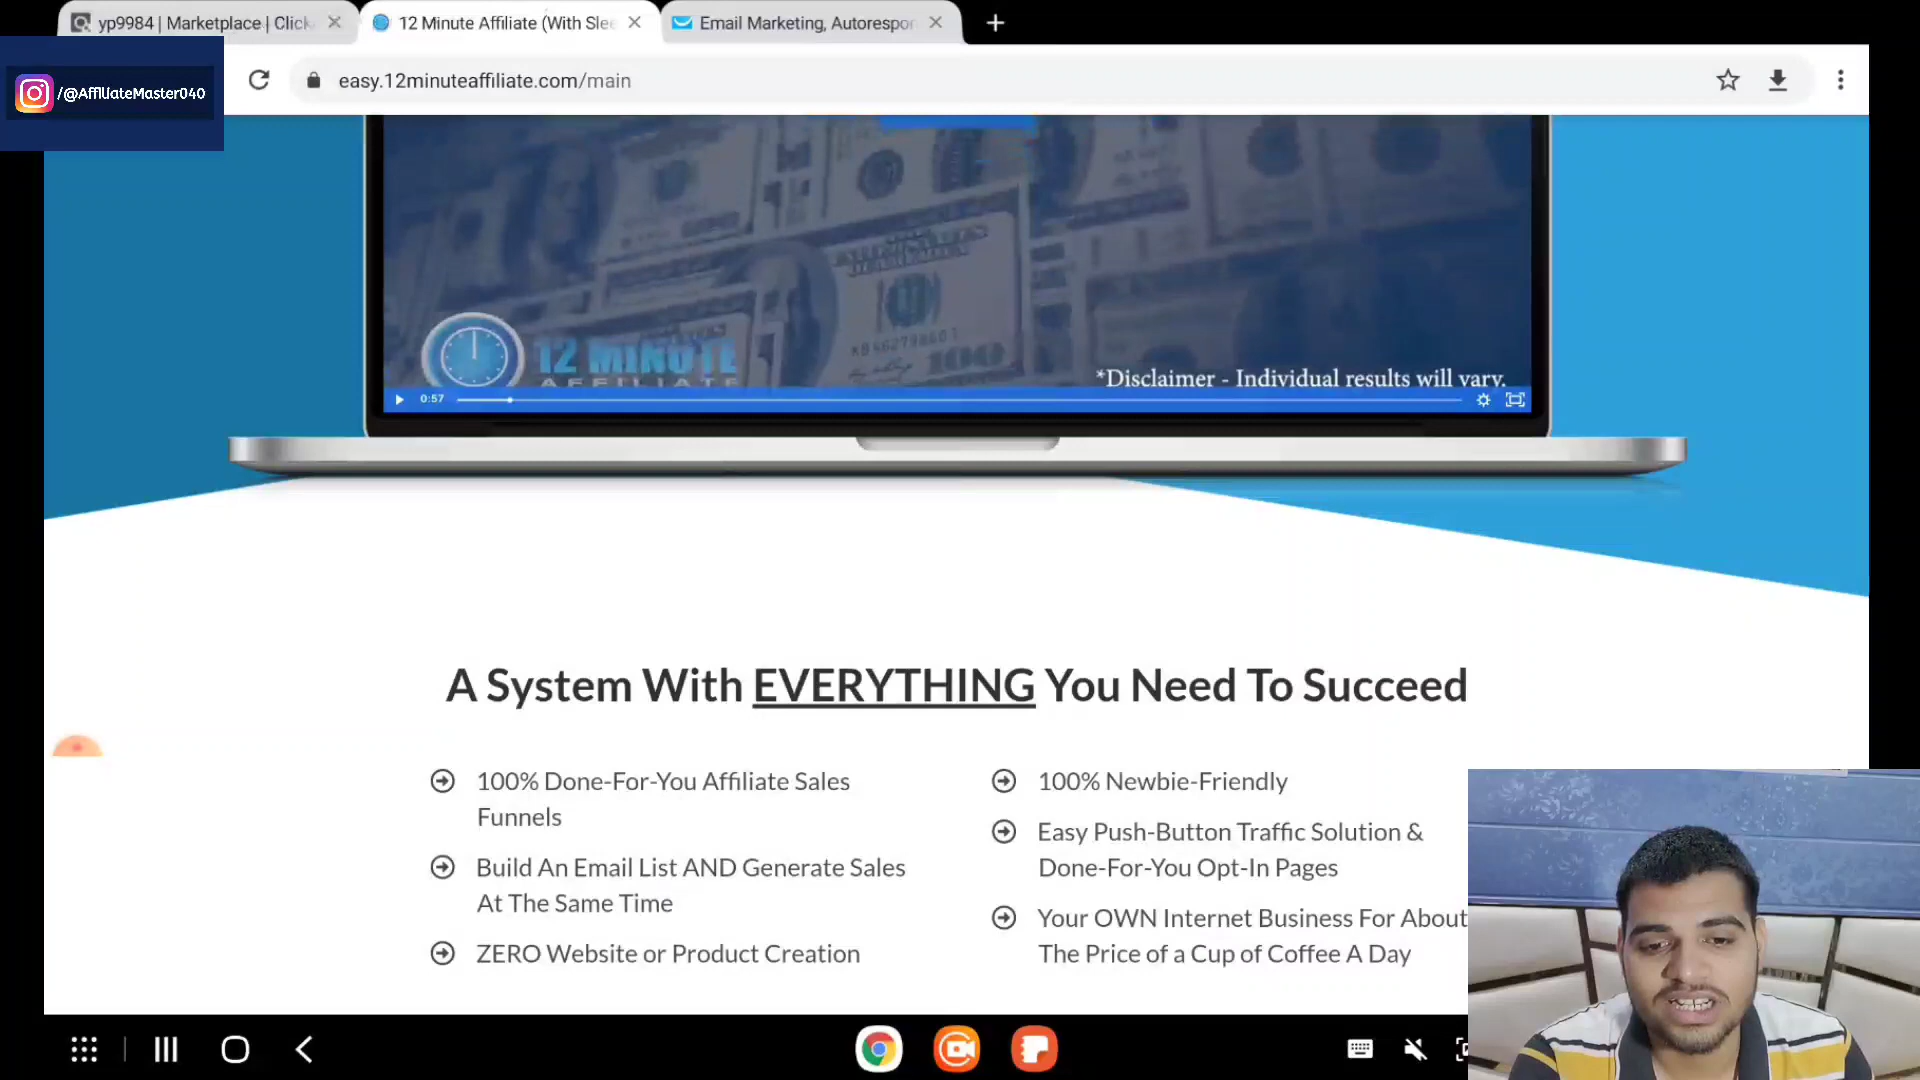 yp9984 | Marketplace | Click
12 Minute Affiliate (With Slee
Email Marketing, Autorespor
/@AffiliateMaster040
easy.12minuteaffiliate.com/main
100
12 MINUTE
AFFILIATE
*Disclaimer - Individual results will vary.
0:57
A System With EVERYTHING You Need To Succeed
100% Done-For-You Affiliate Sales
Funnels
Build An Email List AND Generate Sales
At The Same Time
ZERO Website or Product Creation
100% Newbie-Friendly
Easy Push-Button Traffic Solution &
Done-For-You Opt-In Pages
Your OWN Internet Business For About
The Price of a Cup of Coffee A Day